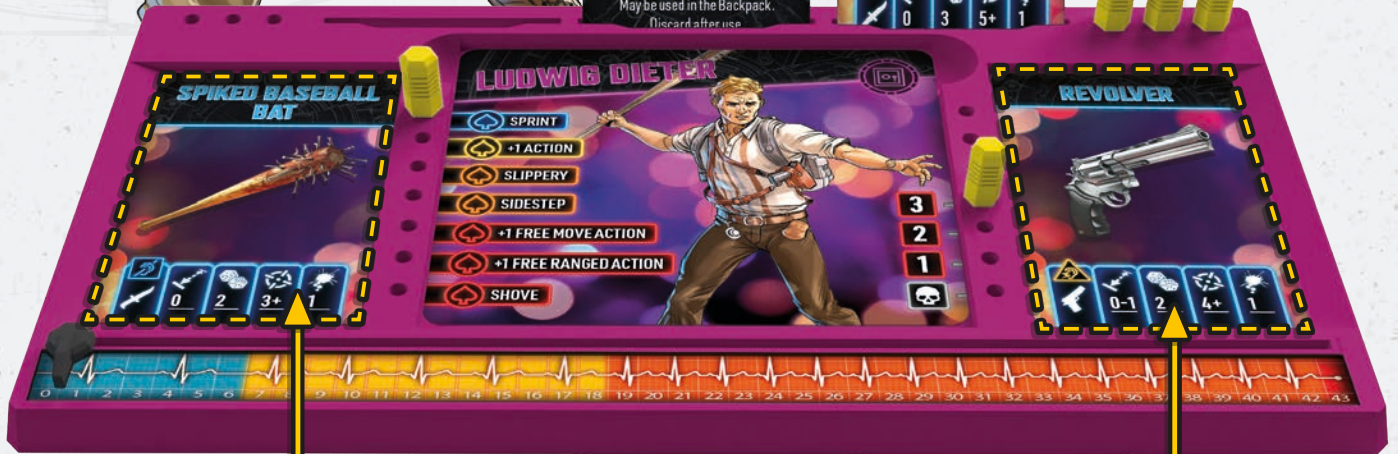 May be used in the Backpack.
Discard after use.
0 3 5+ 1
LUDWIG DIETER
SPIKED BASEBALL
BAT
REVOLVER
SPRINT
+1 ACTION
SLIPPERY
SIDESTEP
+1 FREE MOVE ACTION
+1 FREE RANGED ACTION
SHOVE
3
2
1
0 2 3+ 1
0-1 2 4+ 1
0 1 2 3 4 5 6 7 8 9 10 11 12 13 14 15 16 17 18 19 20 21 22 23 24 25 26 27 28 29 30 31 32 33 34 35 36 37 38 39 40 41 42 43